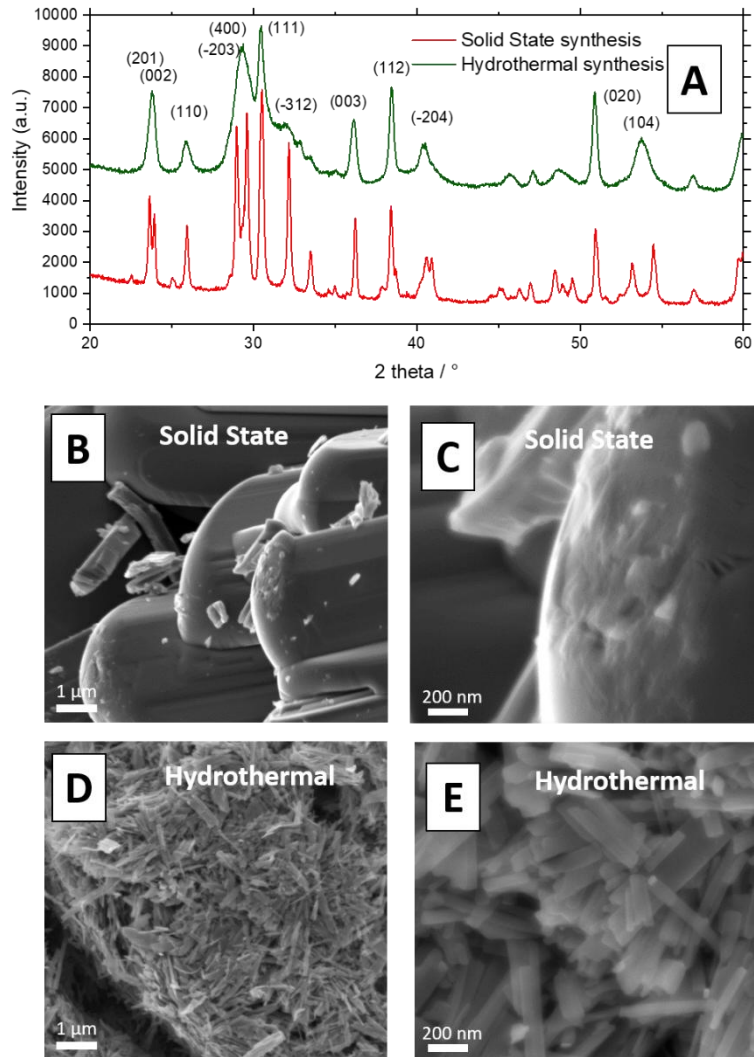 10000
9000
8000
7000
6000
5000
4000
3000
2000
1000
0
Intensity (a.u.)
(201)
(002)
(110)
(400)
(-203)
(111)
(-312)
(003)
(112)
(-204)
(020)
(104)
Solid State synthesis
Hydrothermal synthesis
A
20 30 40 50 60
2 theta / °
B
Solid State
1 µm
C
Solid State
200 nm
D
Hydrothermal
1 µm
E
Hydrothermal
200 nm